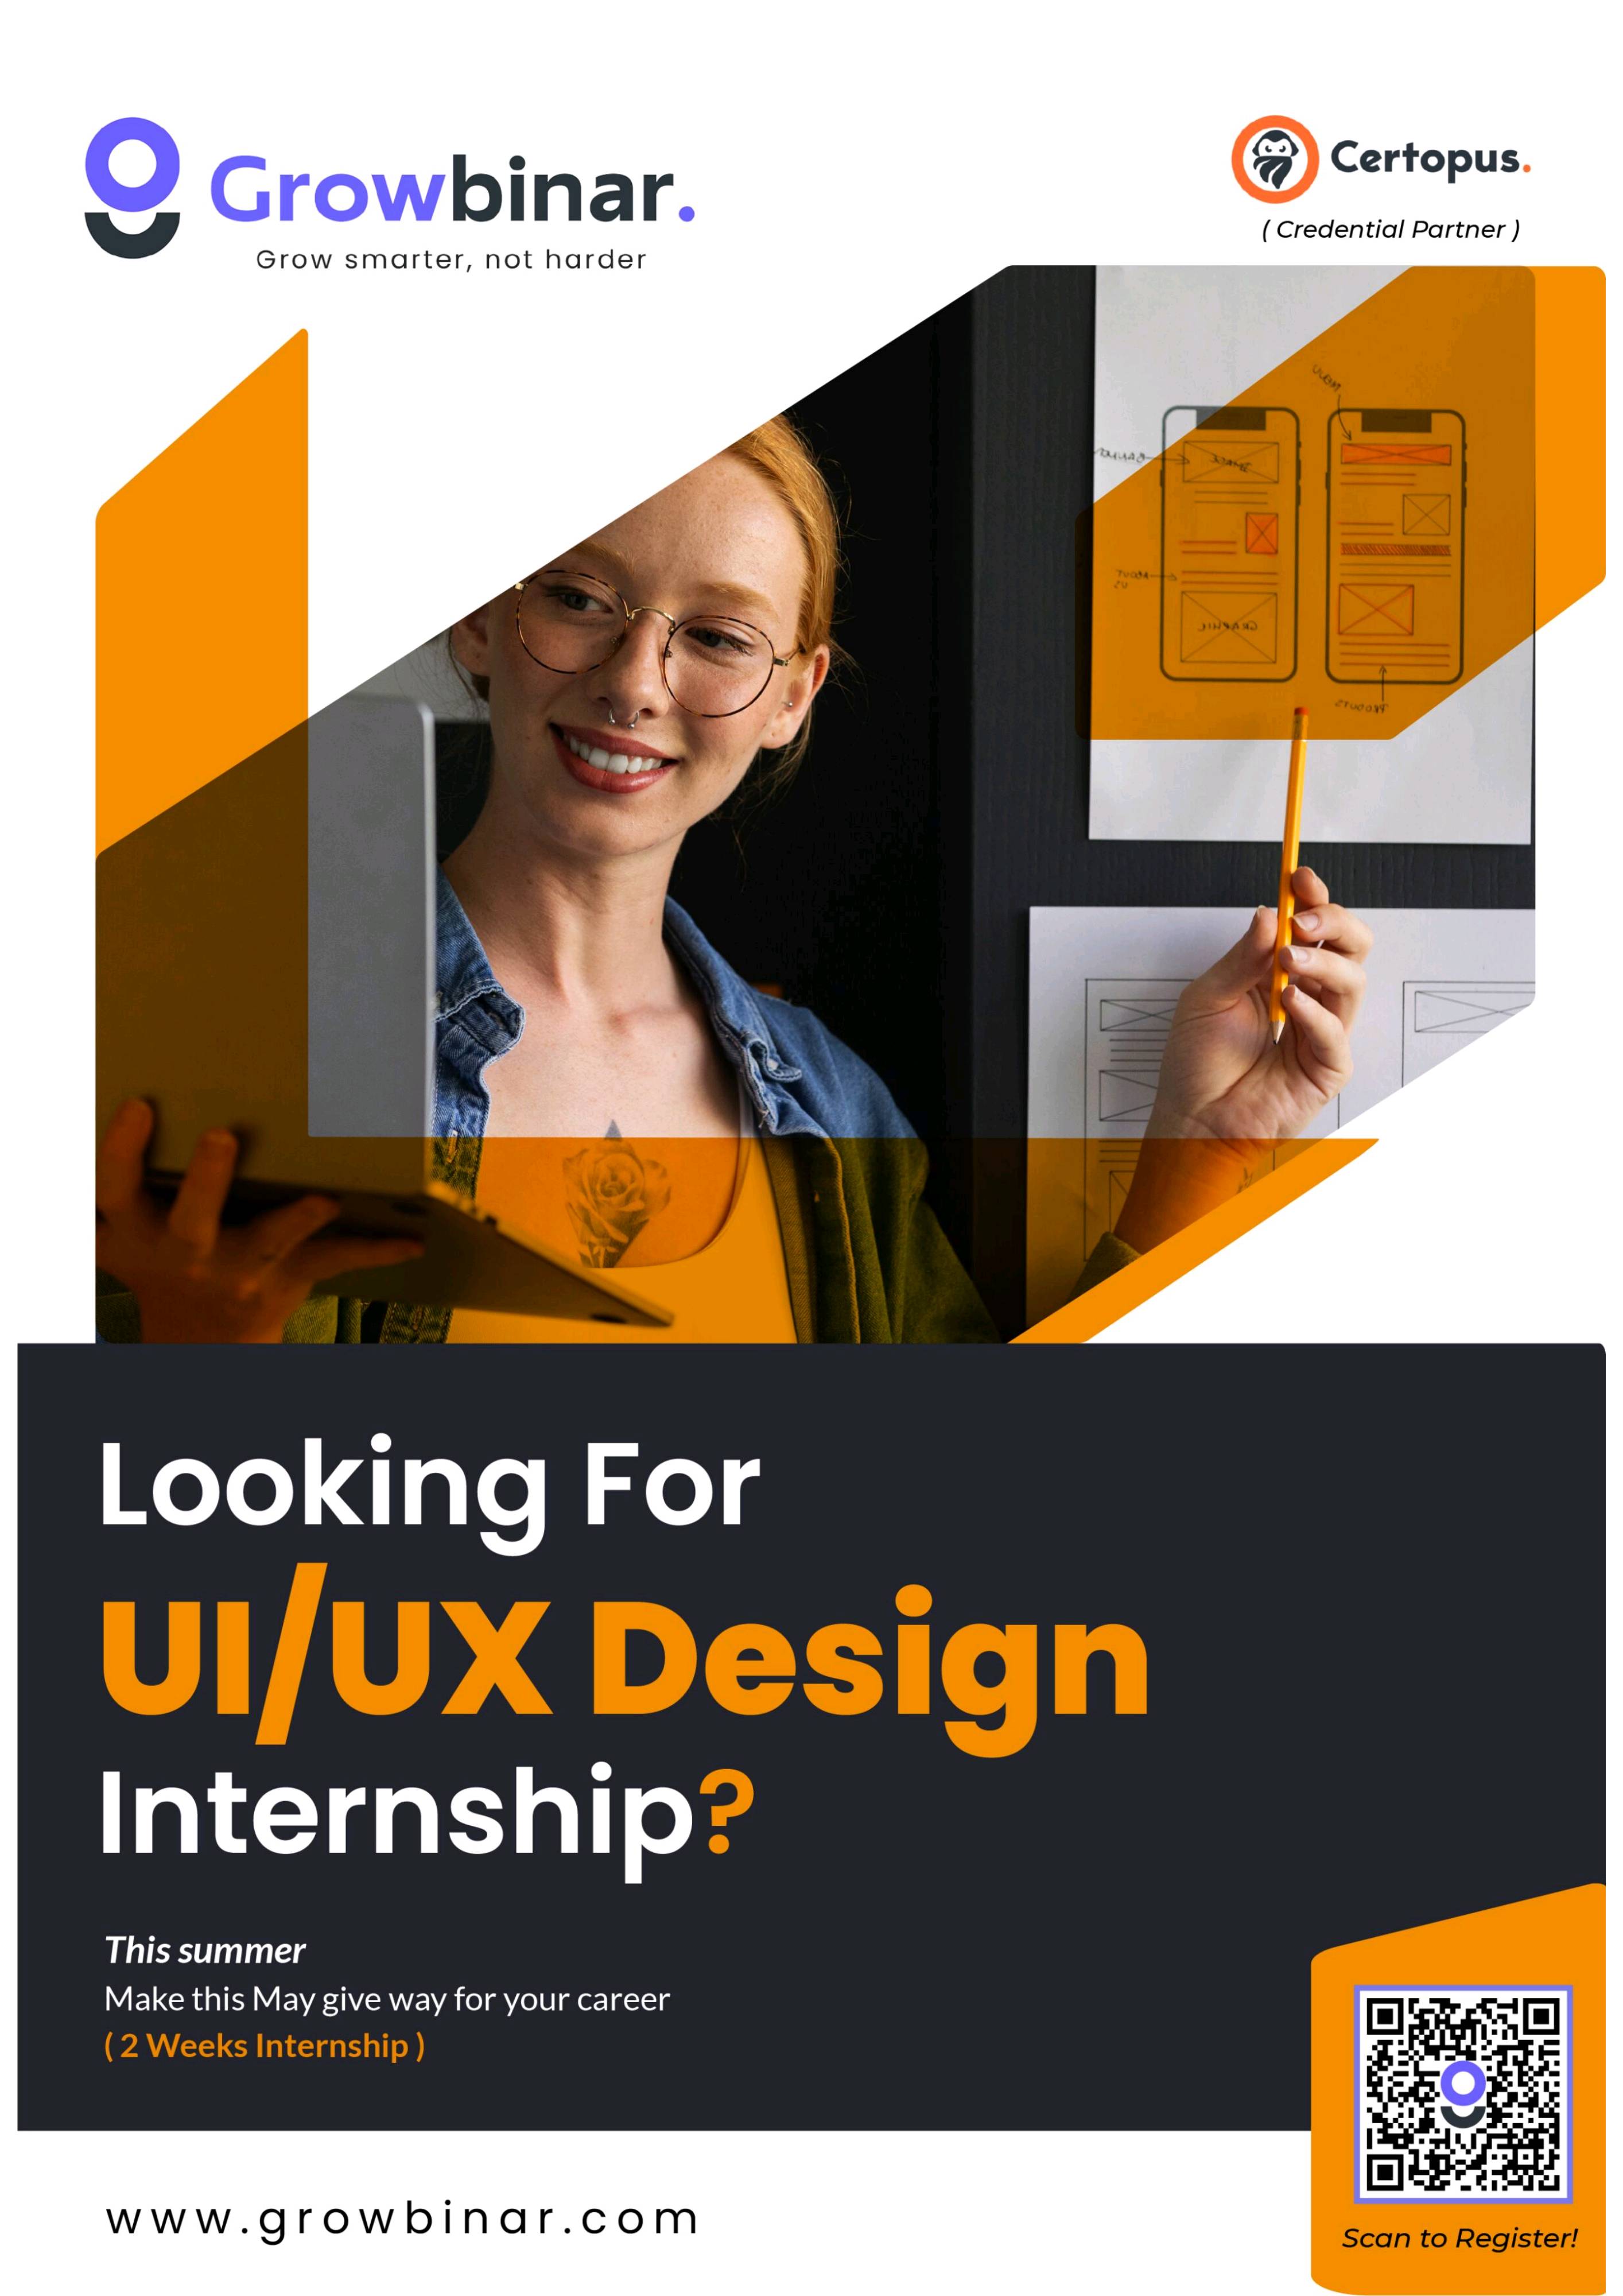 Growbinar.
Grow smarter, not harder
Certopus.
( Credential Partner )
Looking For
UI/UX Design
Internship?
This summer
Make this May give way for your career
( 2 Weeks Internship )
www.growbinar.com
Scan to Register!